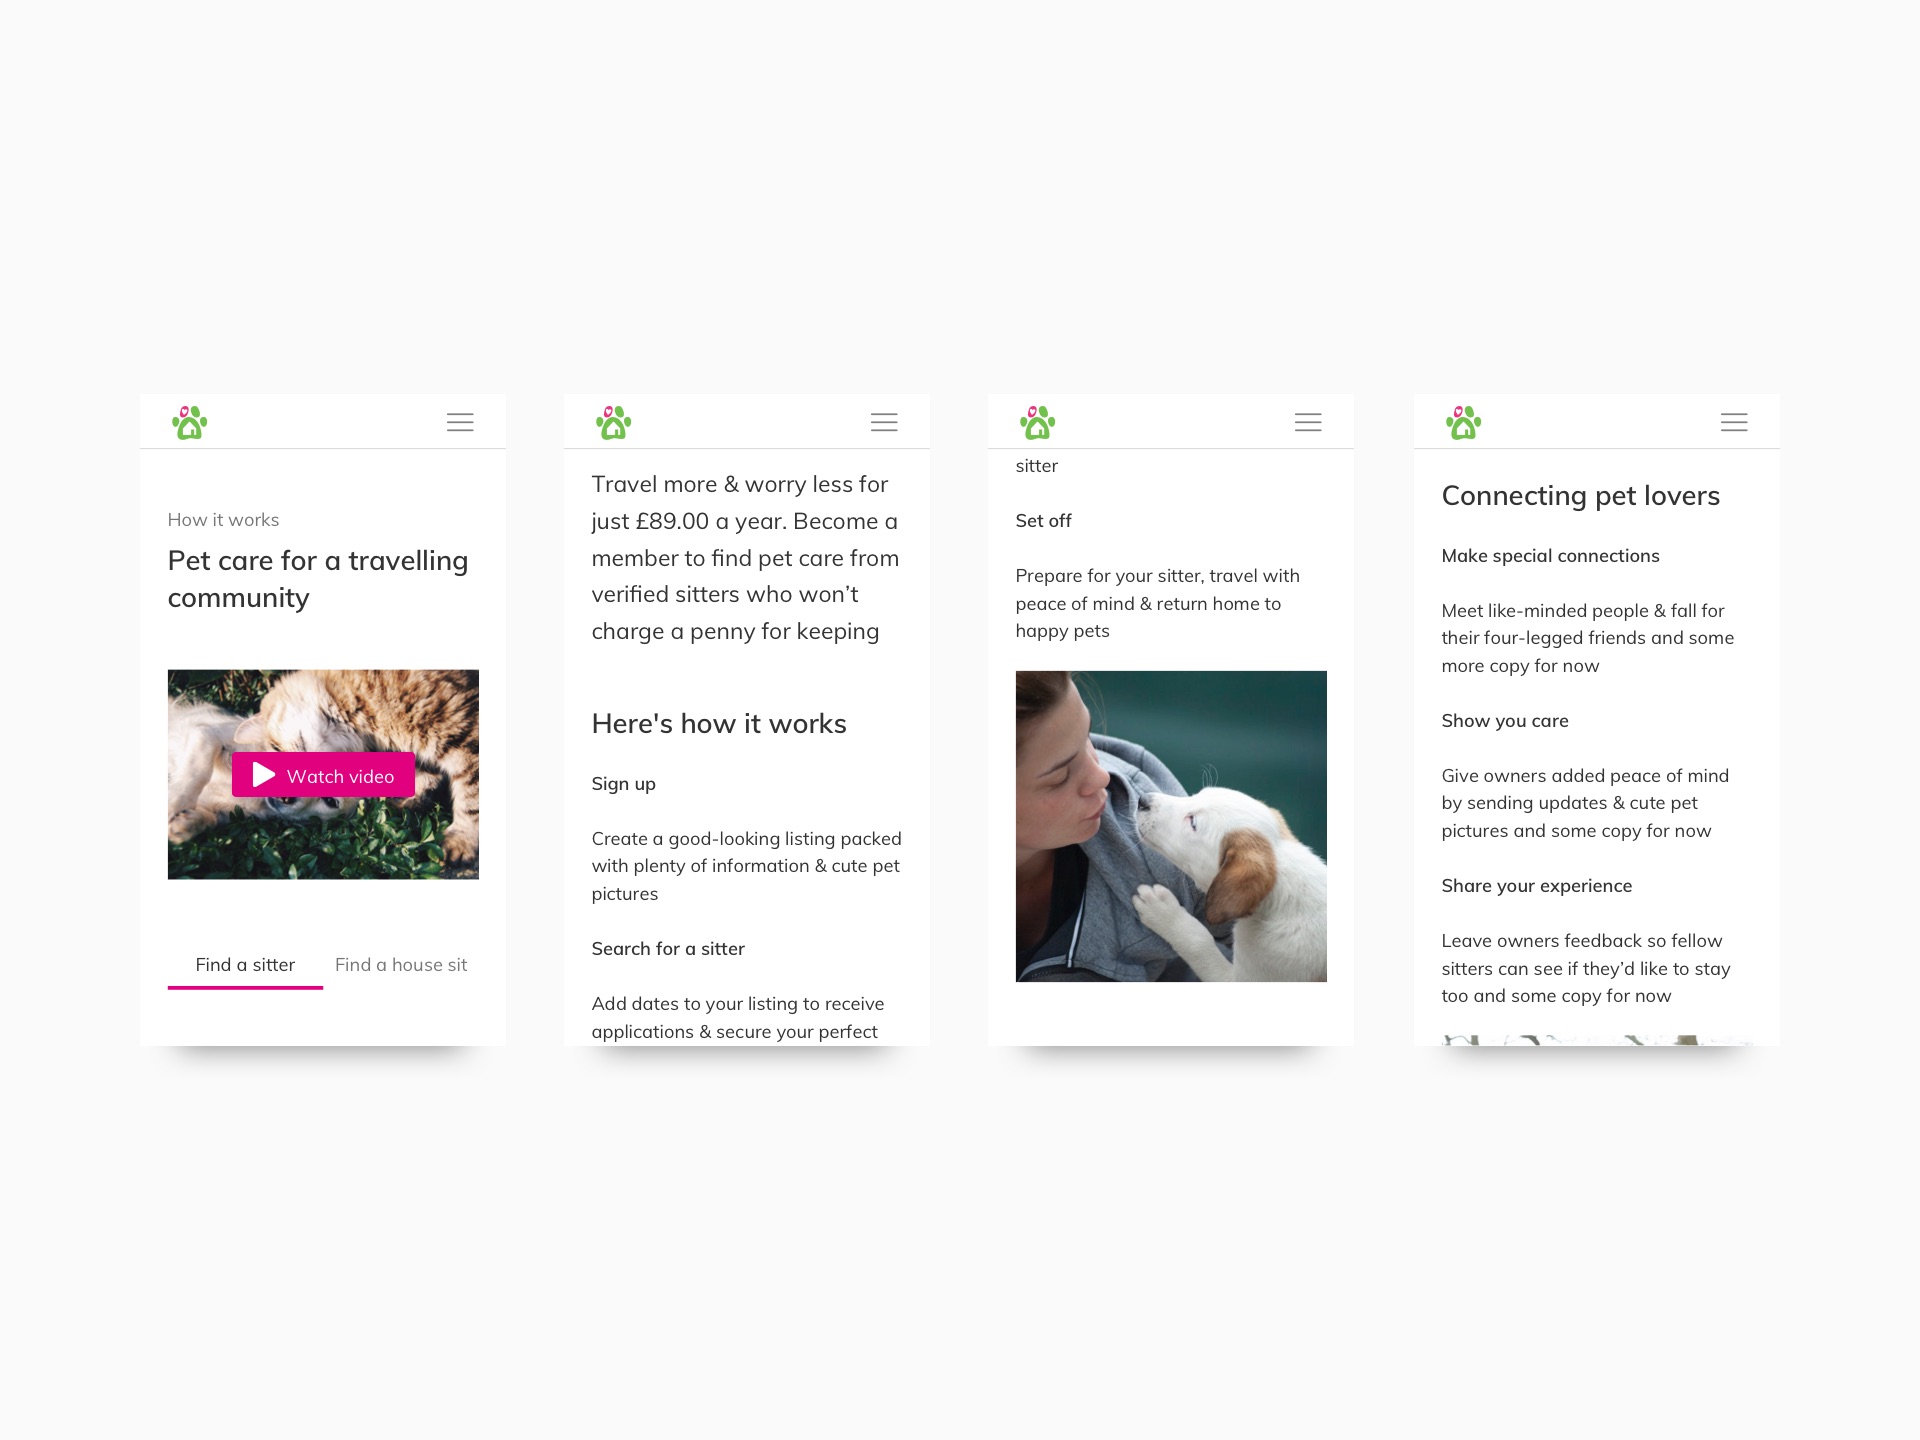 How it works
Pet care for a travelling
community
Watch video
Find a sitter
Find a house sit
Travel more & worry less for
just £89.00 a year. Become a
member to find pet care from
verified sitters who won’t
charge a penny for keeping
Here's how it works
Sign up
Create a good-looking listing packed
with plenty of information & cute pet
pictures
Search for a sitter
Add dates to your listing to receive
applications & secure your perfect
sitter
Set off
Prepare for your sitter, travel with
peace of mind & return home to
happy pets
Connecting pet lovers
Make special connections
Meet like-minded people & fall for
their four-legged friends and some
more copy for now
Show you care
Give owners added peace of mind
by sending updates & cute pet
pictures and some copy for now
Share your experience
Leave owners feedback so fellow
sitters can see if they’d like to stay
too and some copy for now